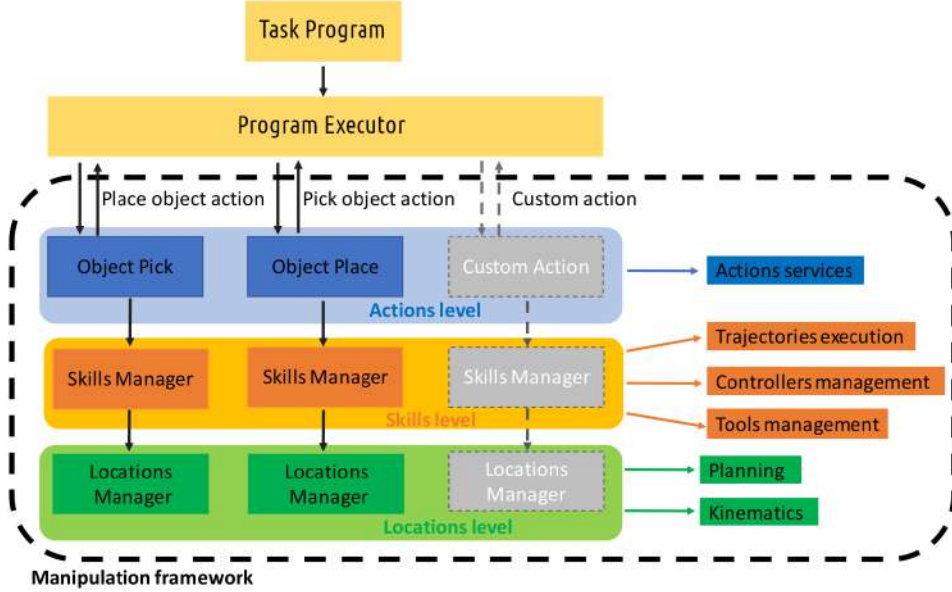 Task Program
Program Executor
Place object action
Pick object action
Custom action
Object Pick
Object Place
Custom Action
Actions services
Actions level
Trajectories execution
Skills Manager
Skills Manager
Skills Manager
Controllers management
Skills level
Tools management
Locations
Manager
Locations
Manager
Locations
Manager
Planning
Kinematics
Locations level
Manipulation framework